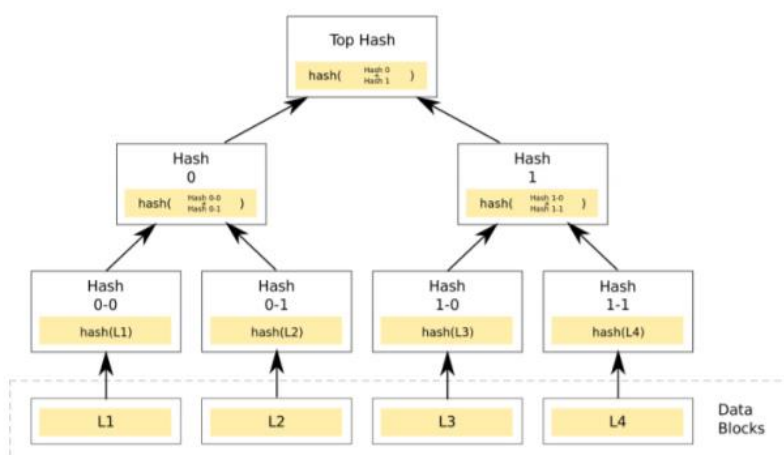 Top Hash
hash( Hash 0 + Hash 1 )
Hash
0
hash( Hash 0-0 + Hash 0-1 )
Hash
1
hash( Hash 1-0 + Hash 1-1 )
Hash
0-0
hash(L1)
Hash
0-1
hash(L2)
Hash
1-0
hash(L3)
Hash
1-1
hash(L4)
L1
L2
L3
L4
Data
Blocks